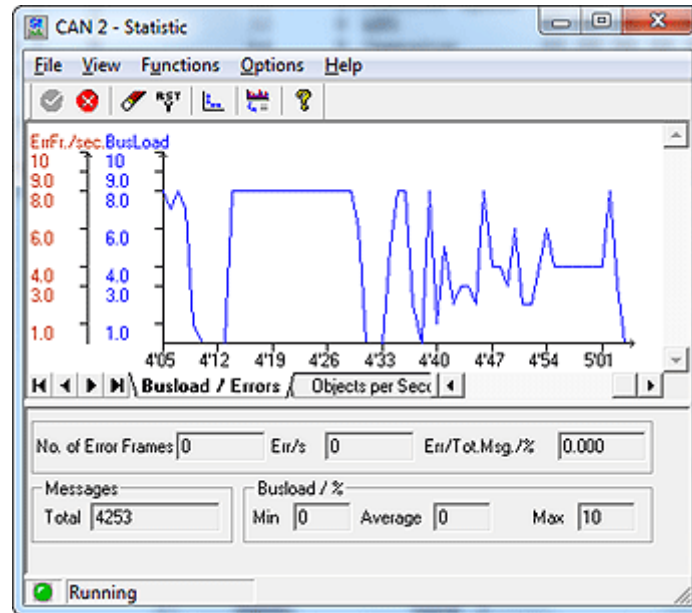 CAN 2 - Statistic
File View Functions Options Help
RST
ErrFr./sec. BusLoad
10 10
9.0 9.0
8.0 8.0
6.0 6.0
4.0 4.0
3.0 3.0
1.0 1.0
4'05 4'12 4'19 4'26 4'33 4'40 4'47 4'54 5'01
Busload / Errors Objects per Secc
No. of Error Frames 0 Err/s 0 Err/Tot.Msg./% 0.000
Messages Busload / %
Total 4253 Min 0 Average 0 Max 10
Running